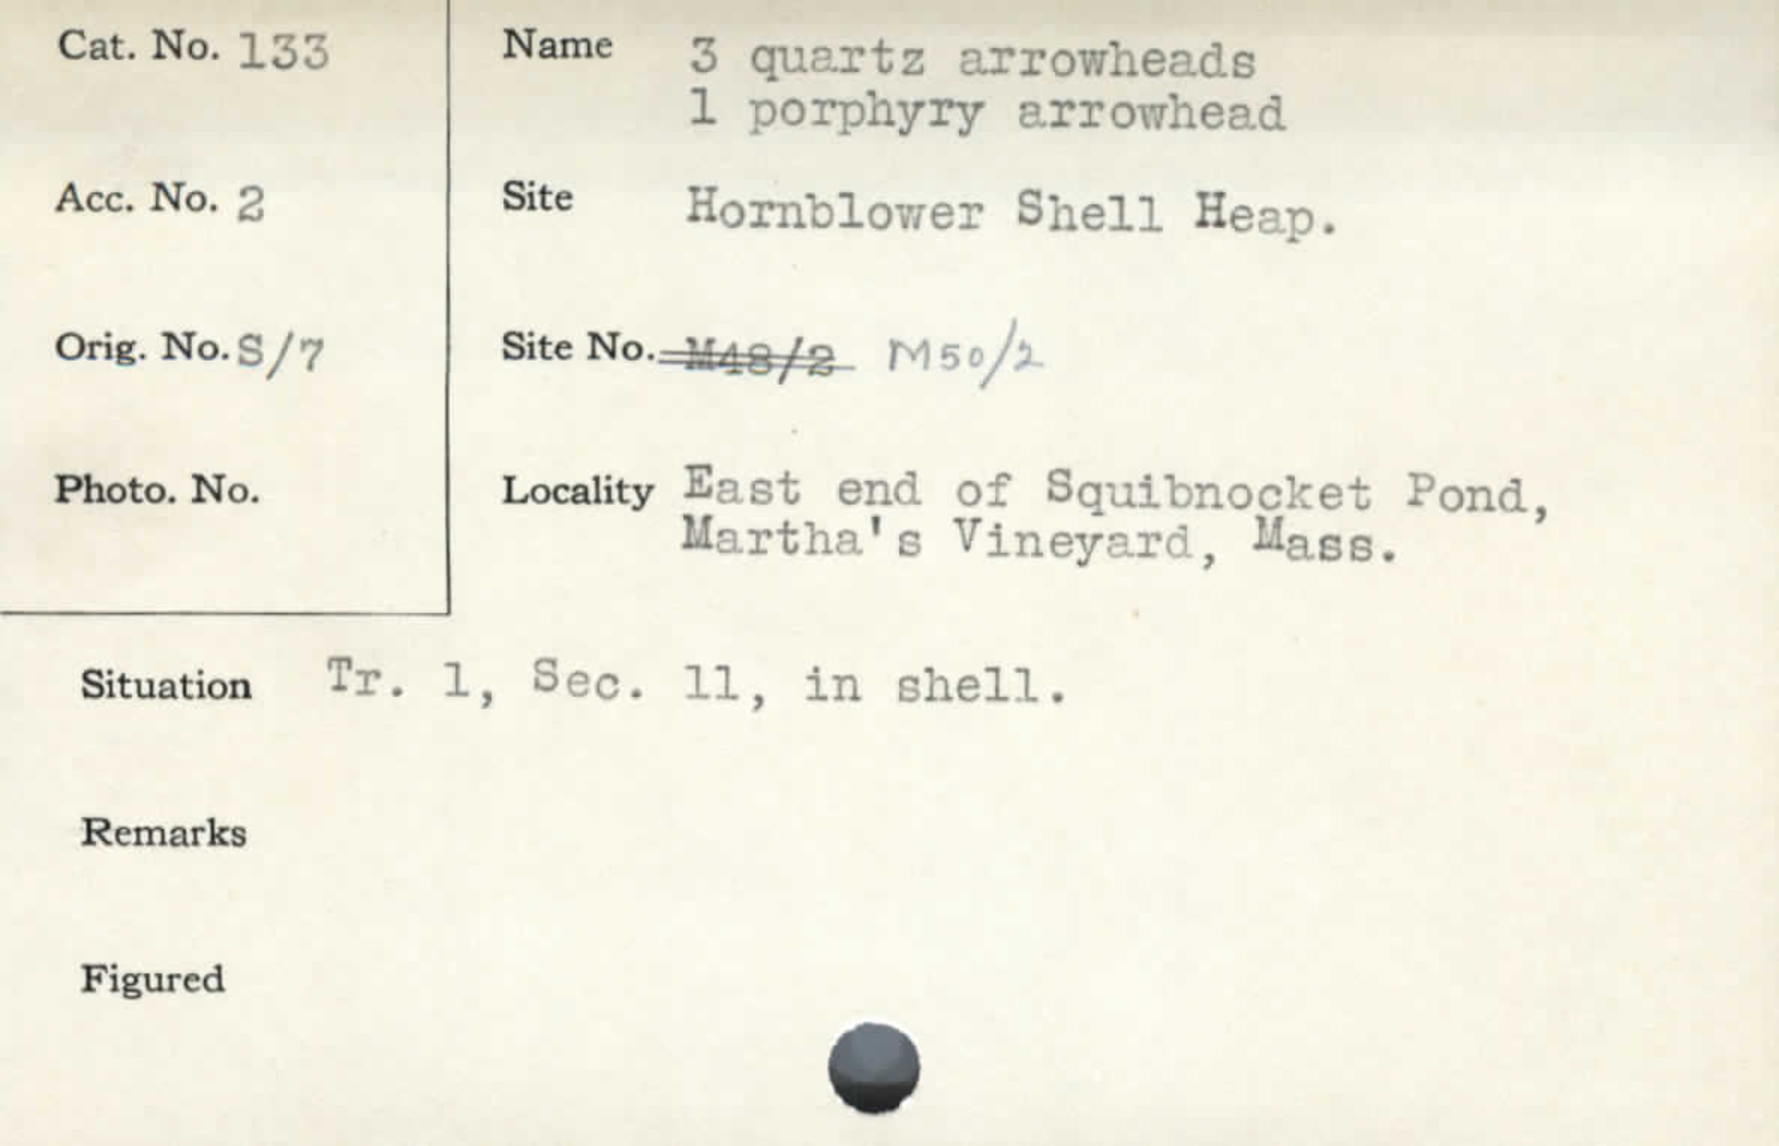 Cat. No. 133
Name 3 quartz arrowheads
1 porphyry arrowhead
Acc. No. 2
Site Hornblower Shell Heap.
Orig. No. S/7
Site No. M48/2 M50/2
Photo. No.
Locality East end of Squibnocket Pond,
Martha's Vineyard, Mass.
Situation Tr. 1, Sec. 11, in shell.
Remarks
Figured